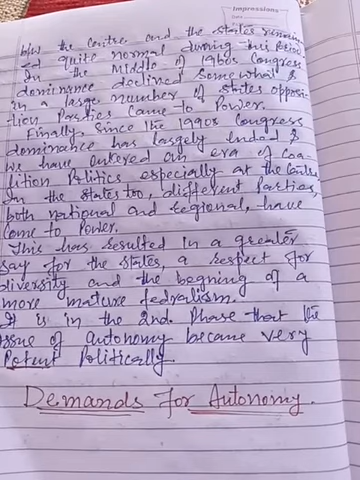 Impressions
b/w the Centre and the states remain
ed quite normal during this period
In the Middle of 1960s Congress
dominance declined somewhat &
in a large number of states opposi-
tion Parties came to Power.
Finally, since the 1990s Congress
dominance has largely ended &
we have entered an era of Coa-
lition Politics especially at the Centre
In the states too, different Parties,
both national and regional, have
come to Power.
This has resulted in a greater
say for the states, a respect for
diversity and the begning of a
more mature fedralism.
It is in the 2nd. Phase that the
issue of autonomy became very
Potent Politically.
Demands for Autonomy.